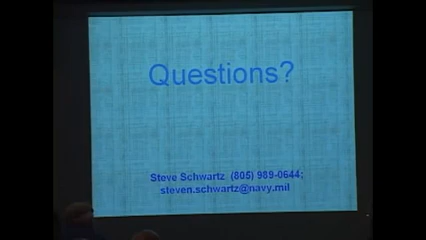 Questions?
Steve Schwartz (805) 989-0644;
steven.schwartz@navy.mil